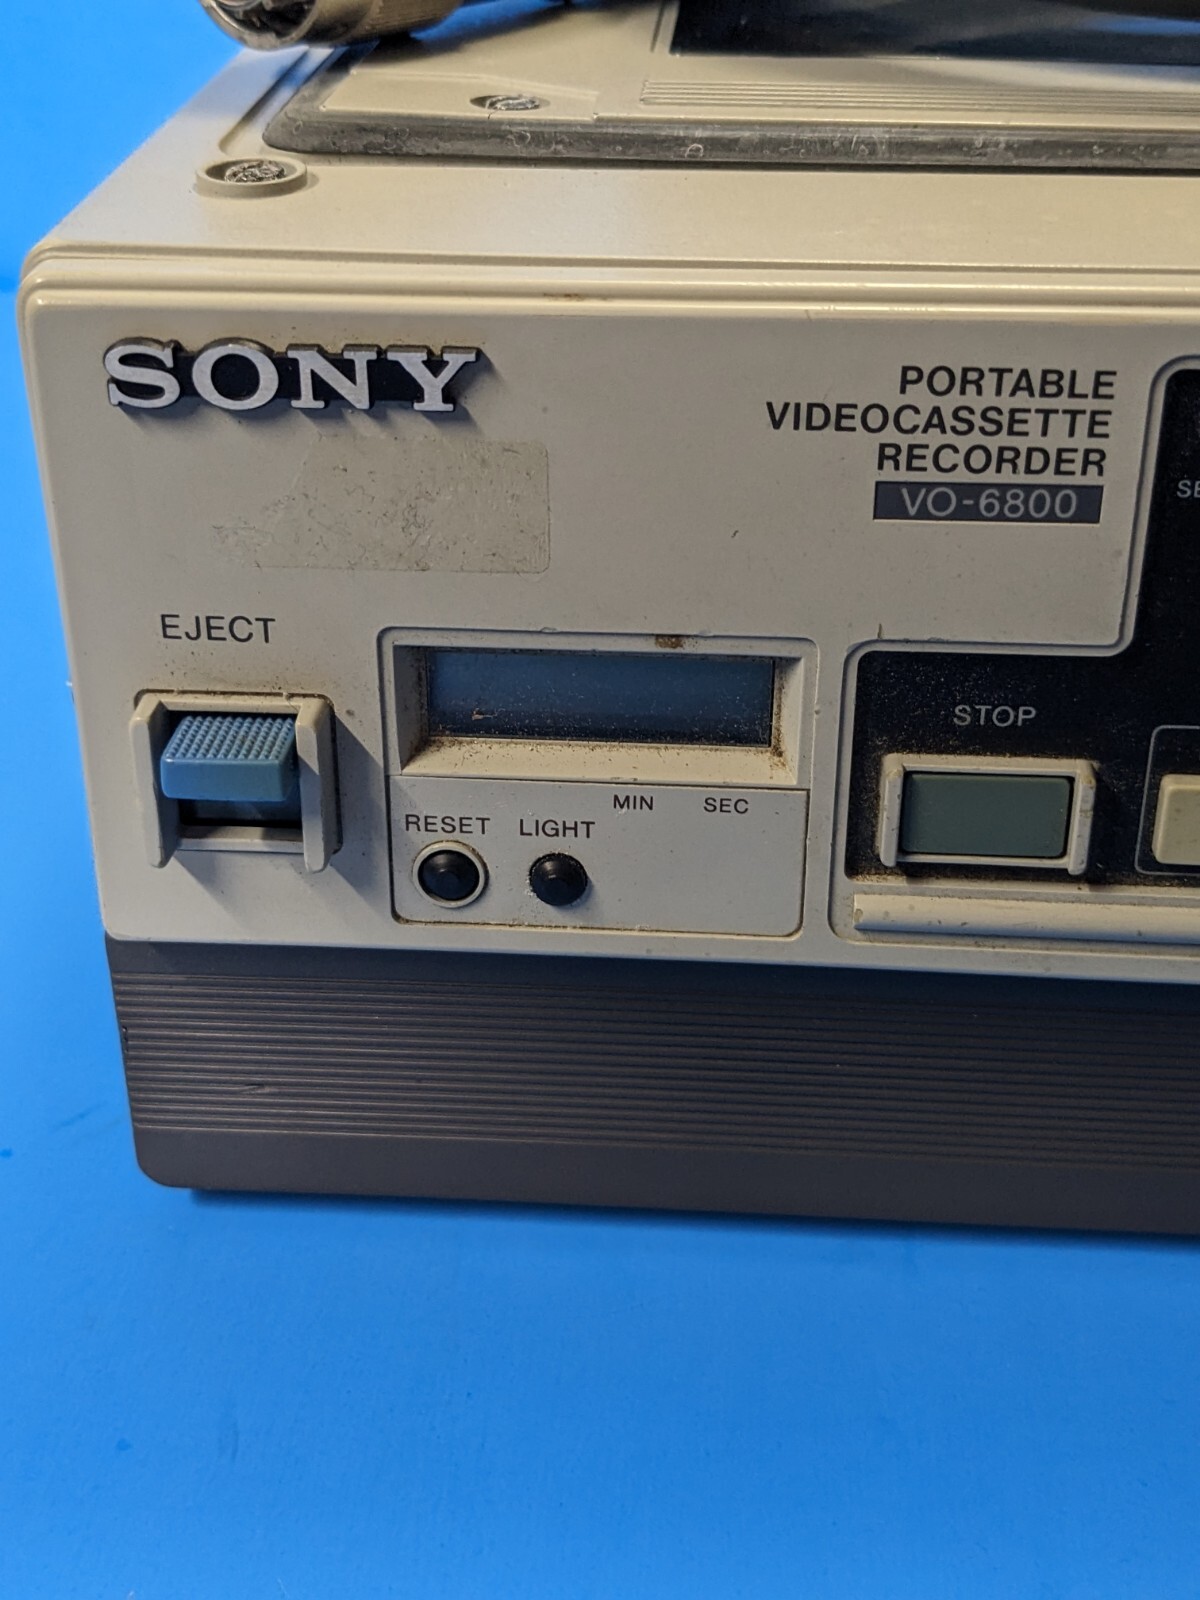 SONY
PORTABLE
VIDEOCASSETTE
RECORDER
VO-6800
EJECT
STOP
MIN SEC
RESET LIGHT